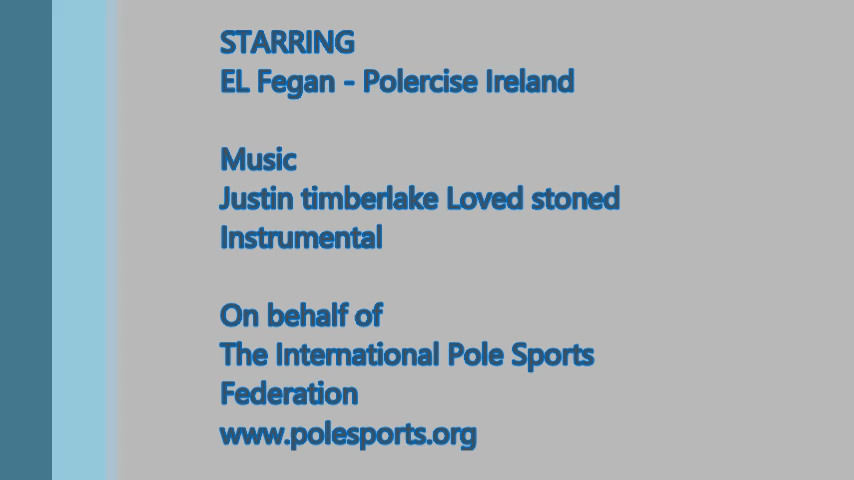 STARRING
EL Fegan - Polercise Ireland
Music
Justin timberlake Loved stoned
Instrumental
On behalf of
The International Pole Sports
Federation
www.polesports.org